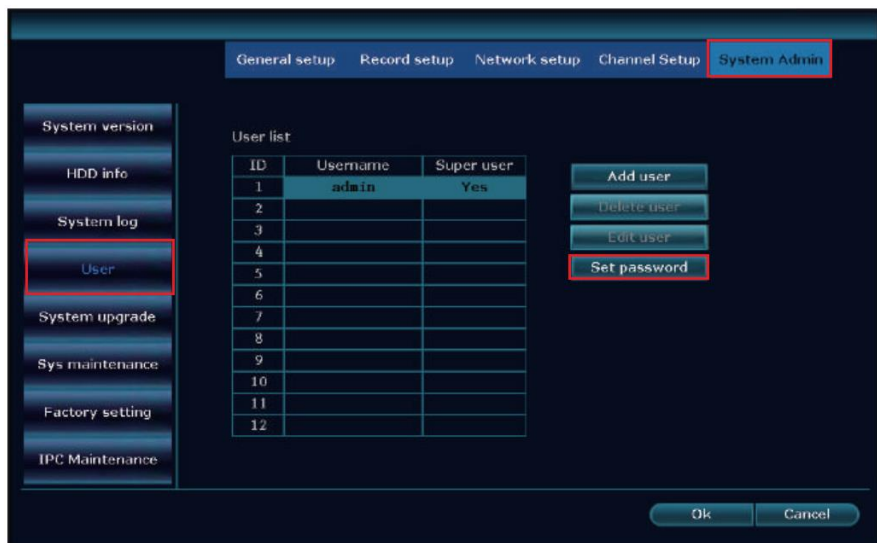 General setup Record setup Network setup Channel Setup System Admin
System version
HDD info
System log
User
System upgrade
Sys maintenance
Factory setting
IPC Maintenance
User list
ID Username Super user
1 admin Yes
2
3
4
5
6
7
8
9
10
11
12
Add user
Delete user
Edit user
Set password
Ok Cancel